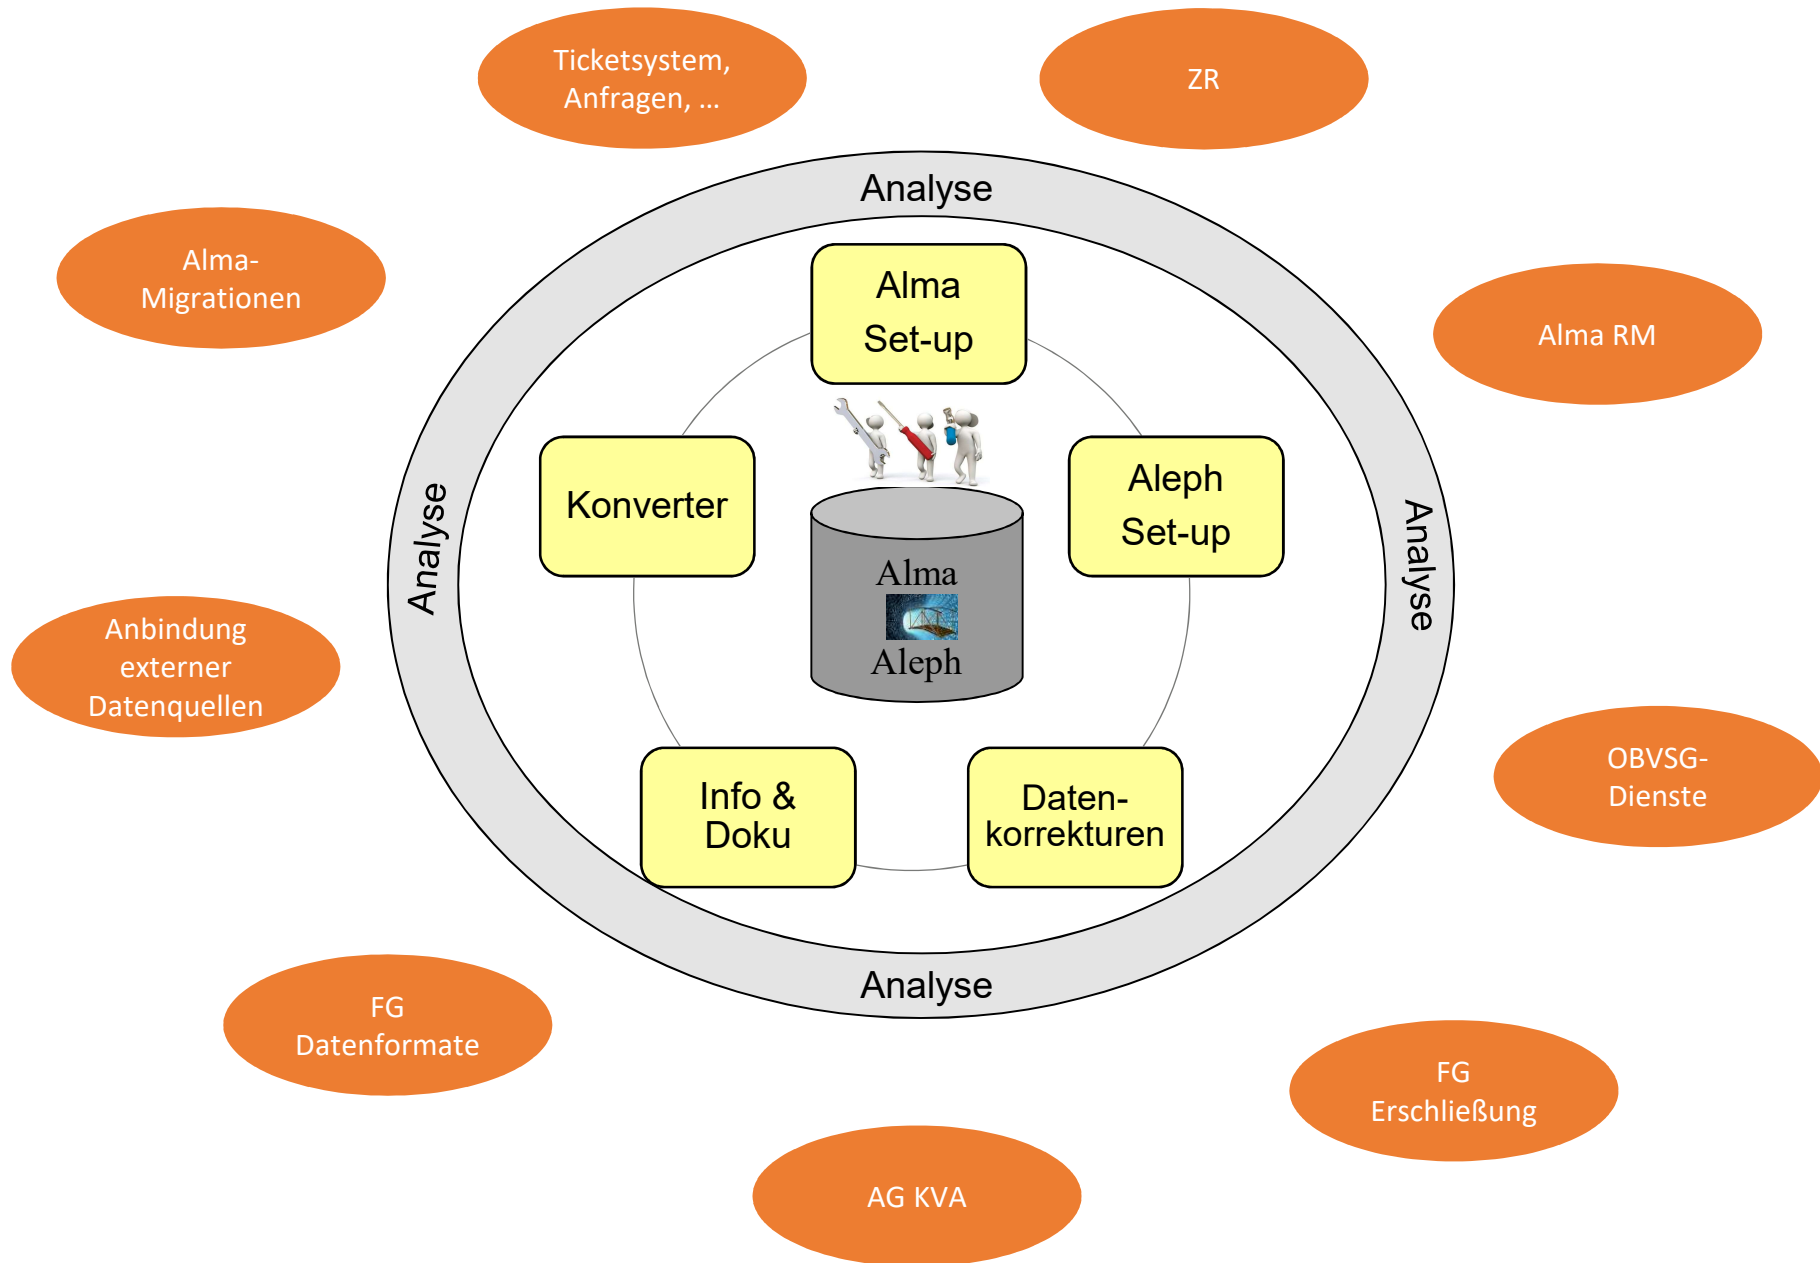 Ticketsystem,
Anfragen, ...
ZR
Analyse
Alma-
Migrationen
Alma
Set-up
Alma RM
Konverter
Aleph
Set-up
Analyse
Analyse
Alma
Aleph
Anbindung
externer
Datenquellen
OBVSG-
Dienste
Info &
Doku
Daten-
korrekturen
Analyse
FG
Datenformate
FG
Erschließung
AG KVA